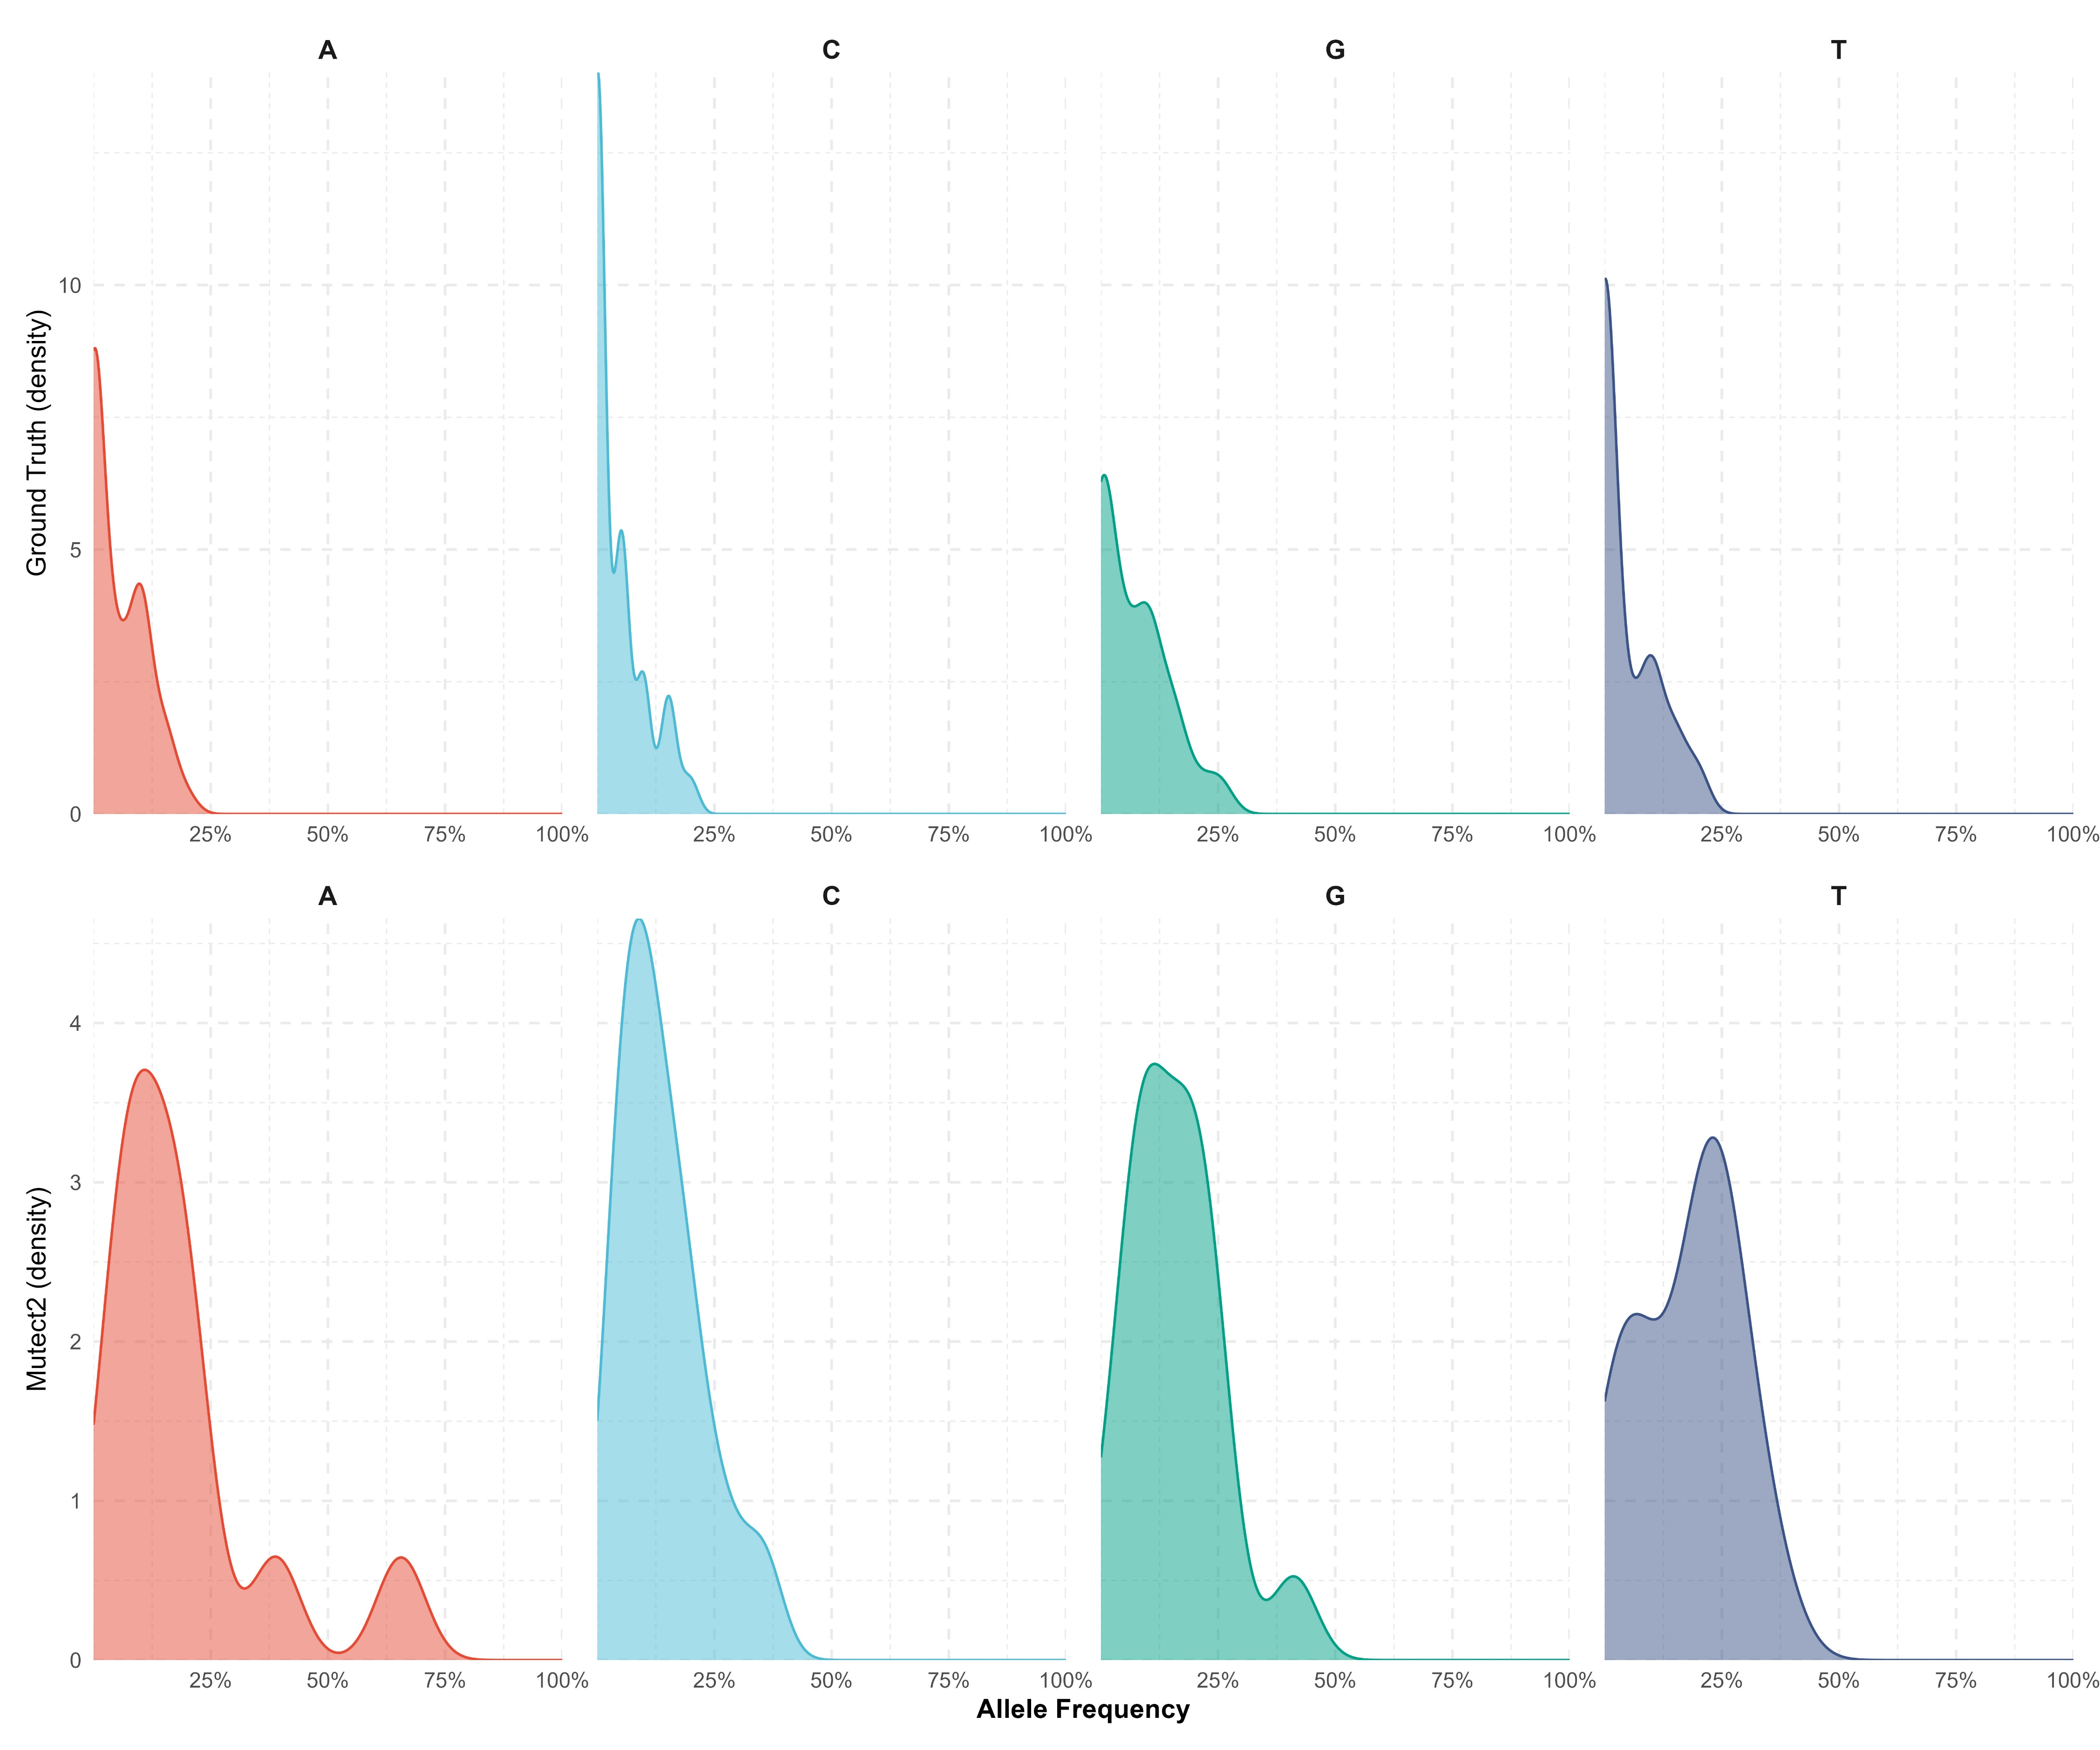 A C G T
Ground Truth (density)
10
5
0
25% 50% 75% 100% 25% 50% 75% 100% 25% 50% 75% 100% 25% 50% 75% 100%
A C G T
Mutect2 (density)
4
3
2
1
0
25% 50% 75% 100% 25% 50% 75% 100% 25% 50% 75% 100% 25% 50% 75% 100%
Allele Frequency